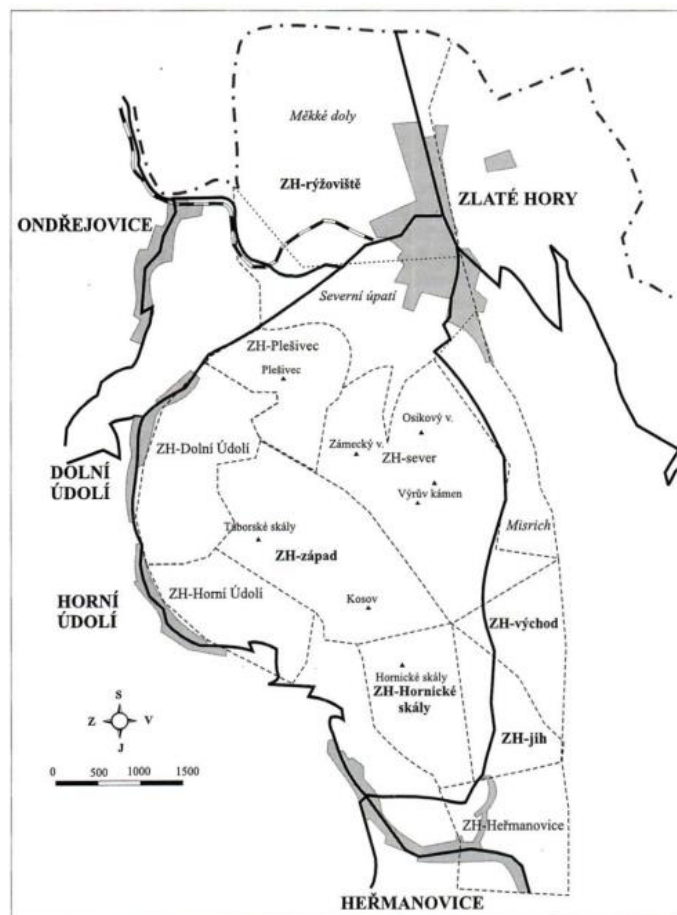 Měkké doly
ZH-rýžoviště
ZLATÉ HORY
ONDŘEJOVICE
Severní úpatí
ZH-Plešivec
Plešivec
Osikový v.
ZH-Dolní Údolí
Zámecký v.
ZH-sever
DOLNÍ
ÚDOLÍ
Výrův kámen
Táborské skály
Misrich
ZH-západ
ZH-Horní Údolí
Kosov
HORNÍ
ÚDOLÍ
ZH-východ
Hornické skály
ZH-Hornické
skály
S
Z V
J
ZH-jih
0 500 1000 1500
ZH-Heřmanovice
HEŘMANOVICE